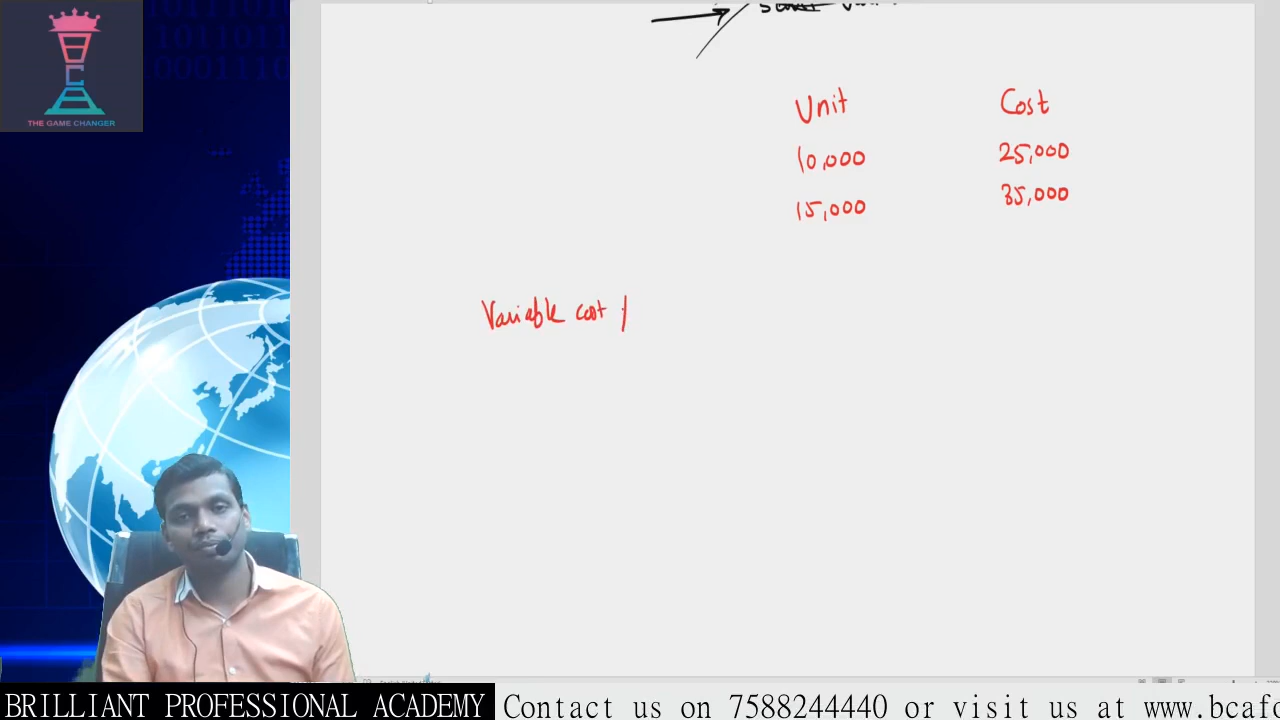 THE GAME CHANGER
Unit Cost
10,000 25,000
15,000 35,000
Variable cost /
BRILLIANT PROFESSIONAL ACADEMY Contact us on 7588244440 or visit us at www.bcafo